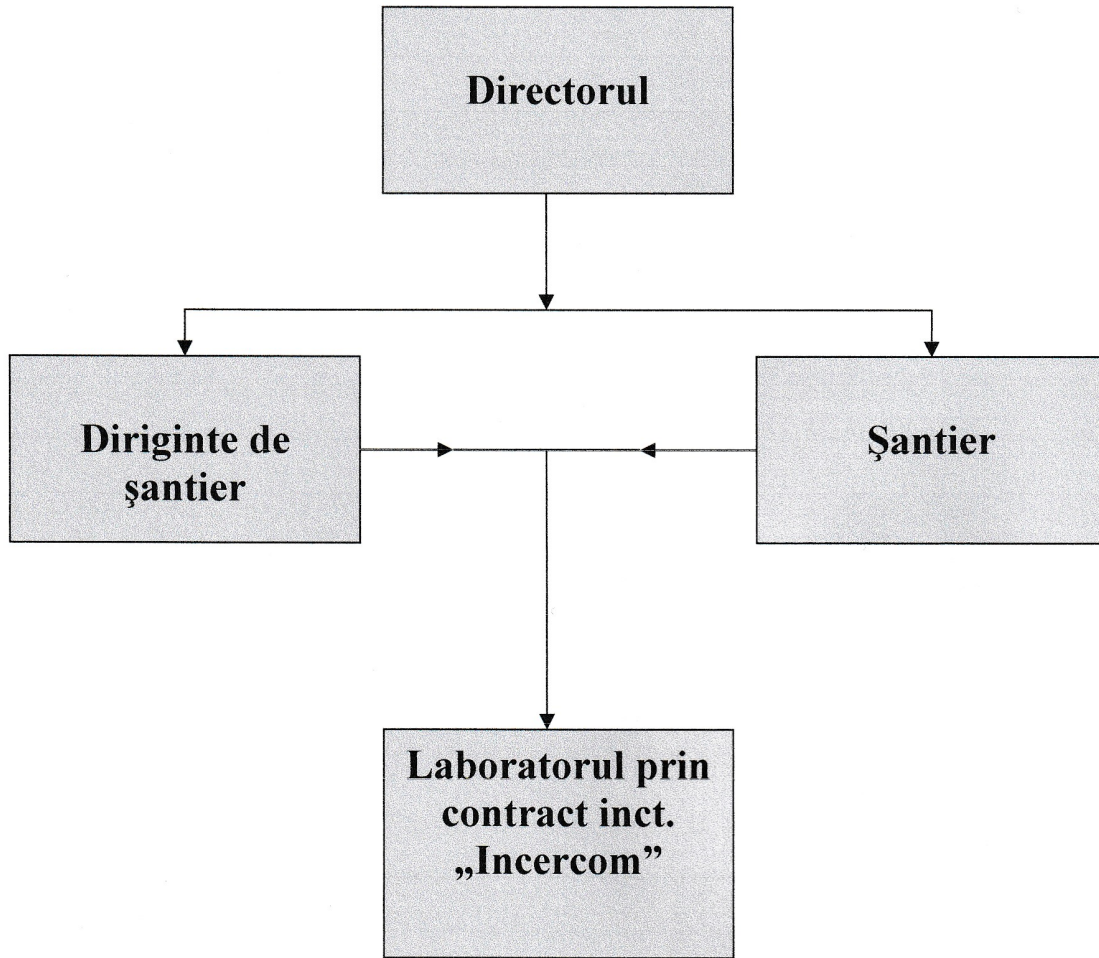 Directorul
Diriginte de
şantier
Şantier
Laboratorul prin
contract inct.
„Incercom”